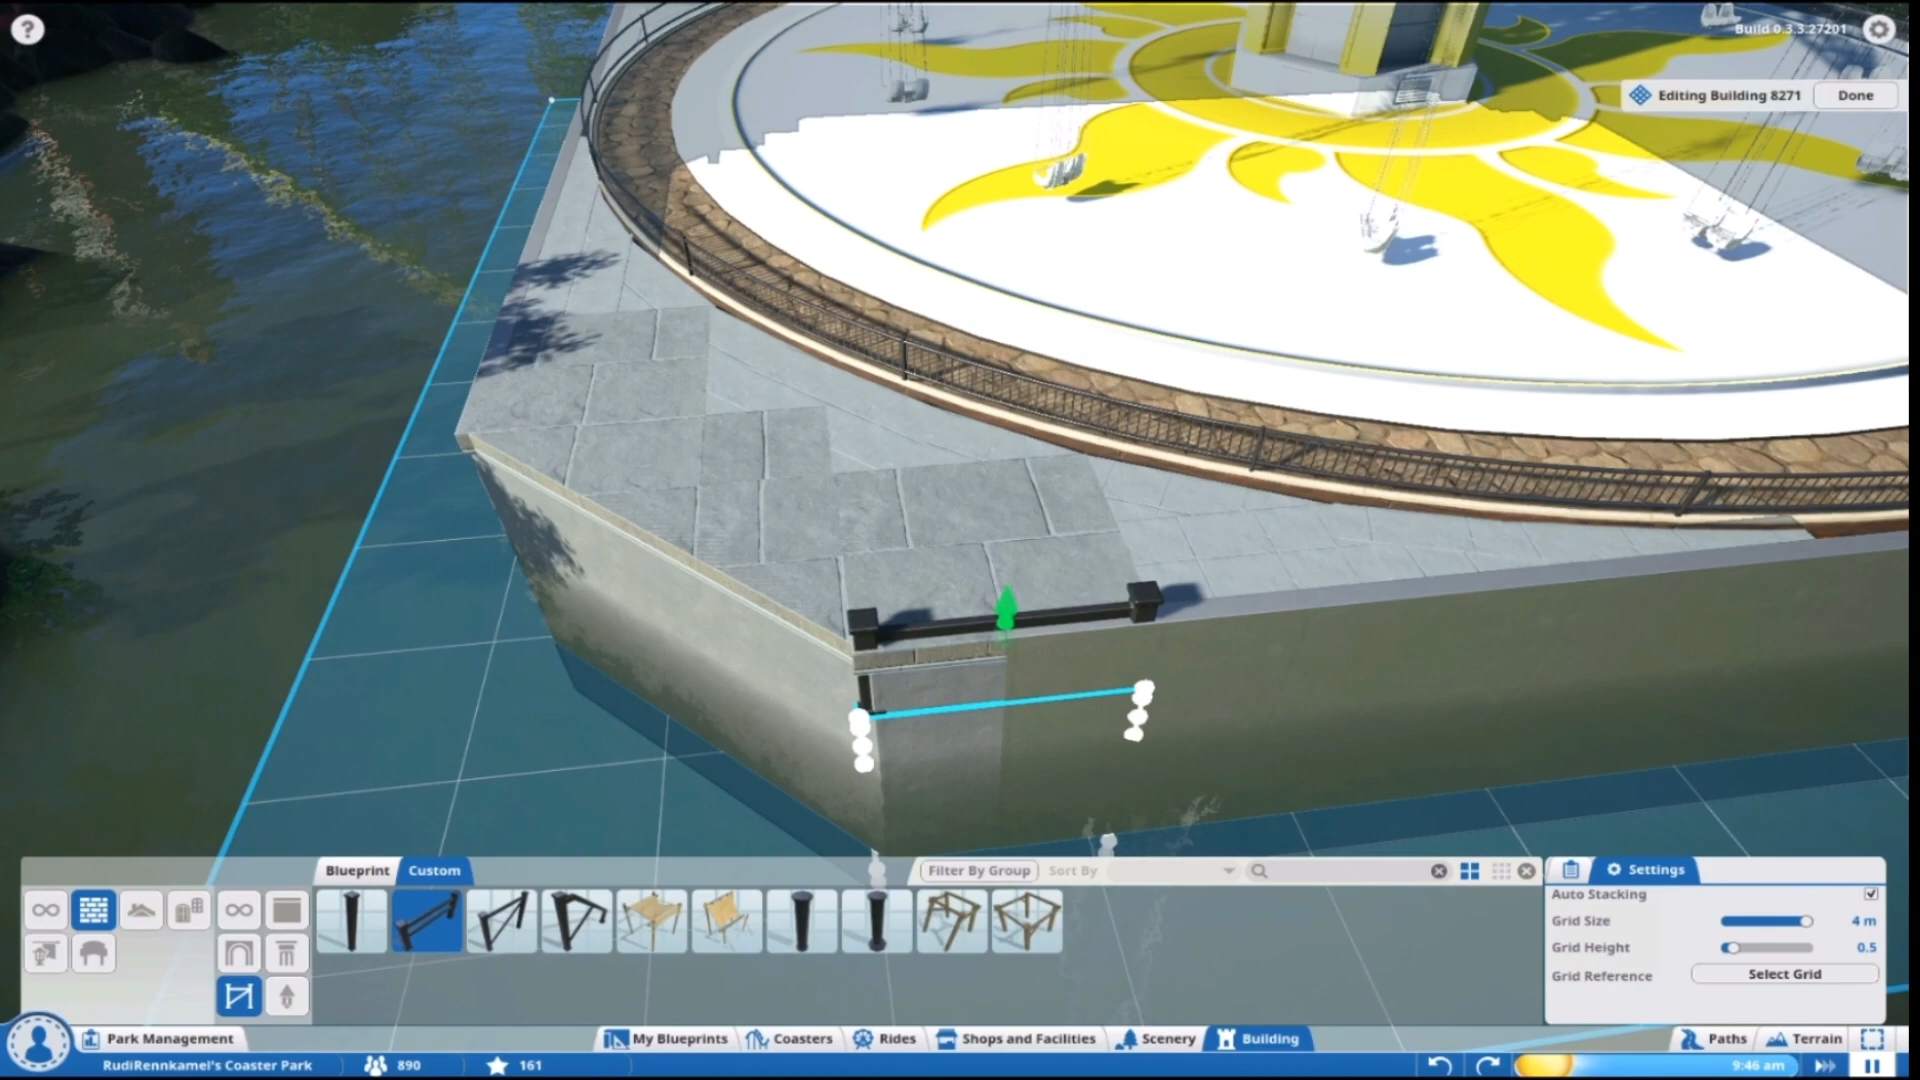 ?
Build 0.3.3.27201
Editing Building 8271
Done
Blueprint
Custom
Filter By Group
Sort By
Settings
Auto Stacking
Grid Size
4 m
Grid Height
0.5
Grid Reference
Select Grid
Park Management
My Blueprints
Coasters
Rides
Shops and Facilities
Scenery
Building
Paths
Terrain
RudiRennkamel's Coaster Park
890
161
9:46 am